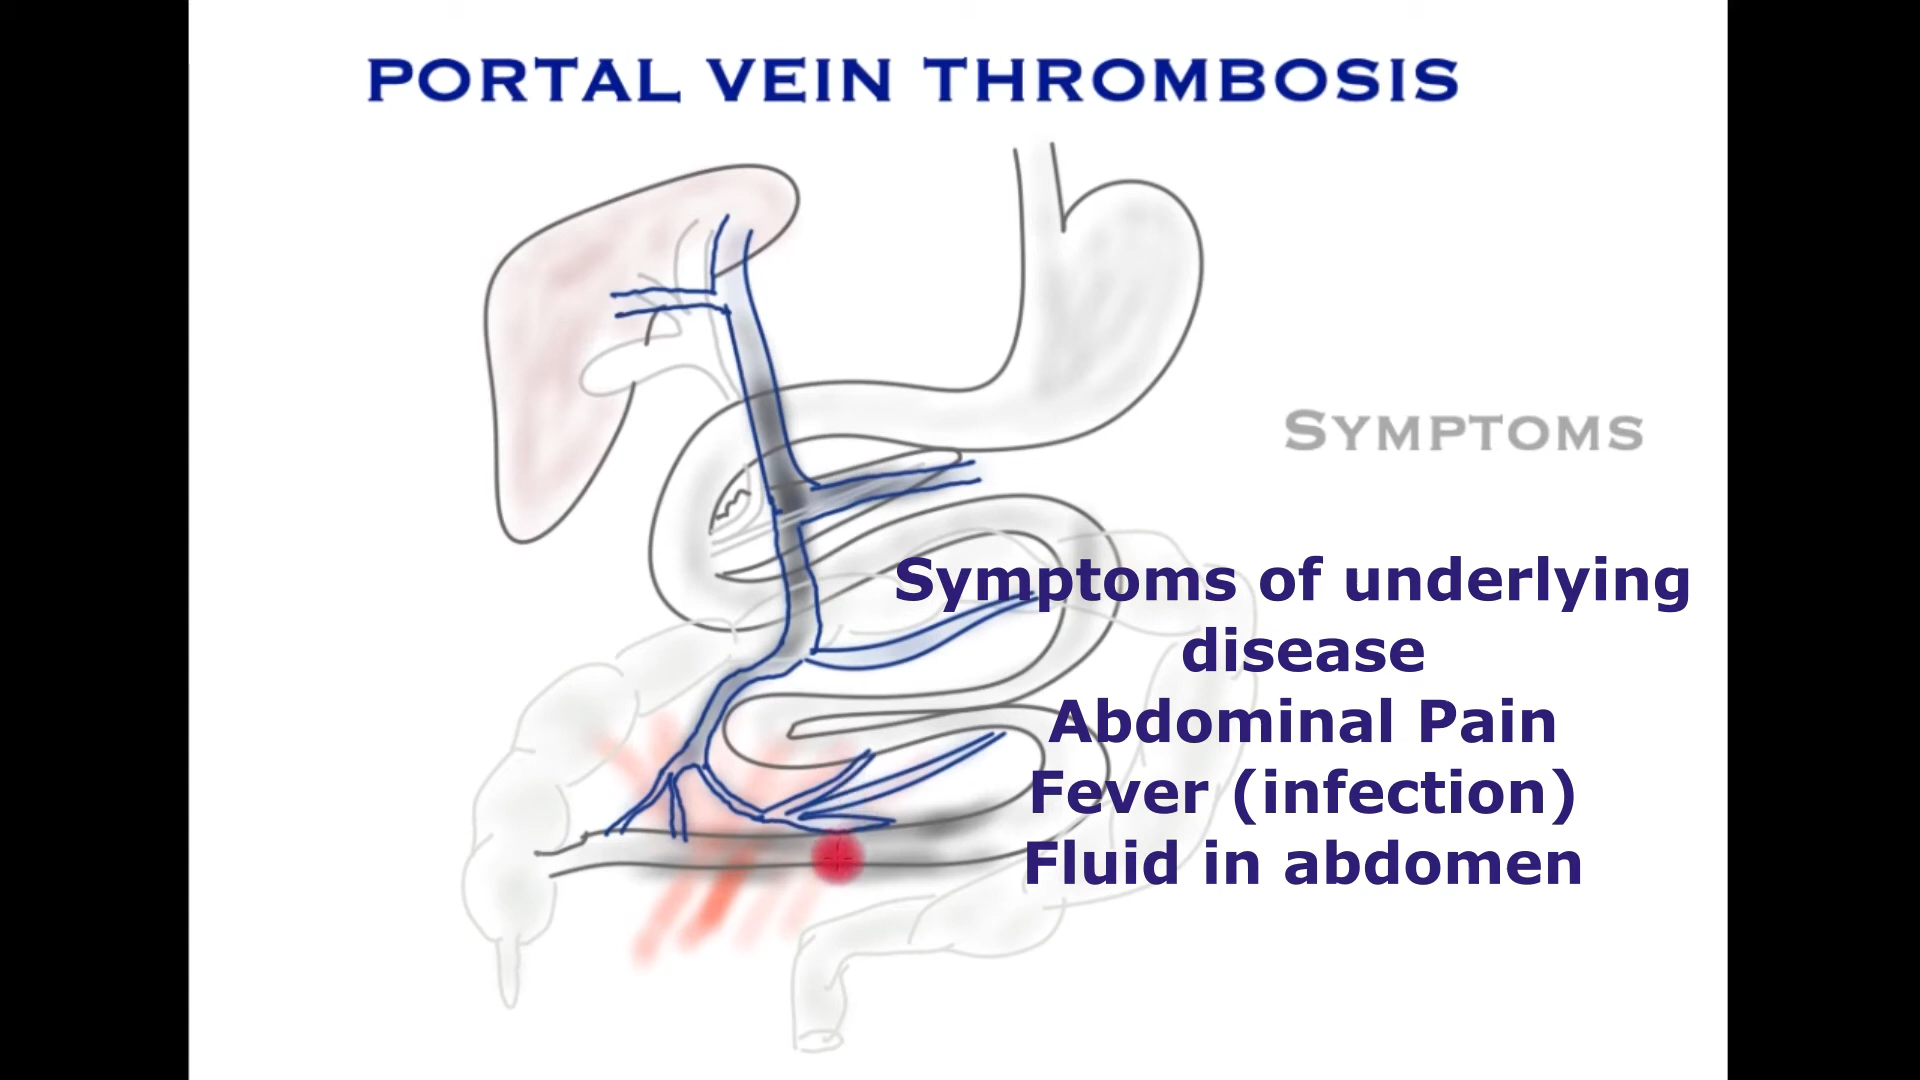 PORTAL VEIN THROMBOSIS
SYMPTOMS
Symptoms of underlying
disease
Abdominal Pain
Fever (infection)
Fluid in abdomen